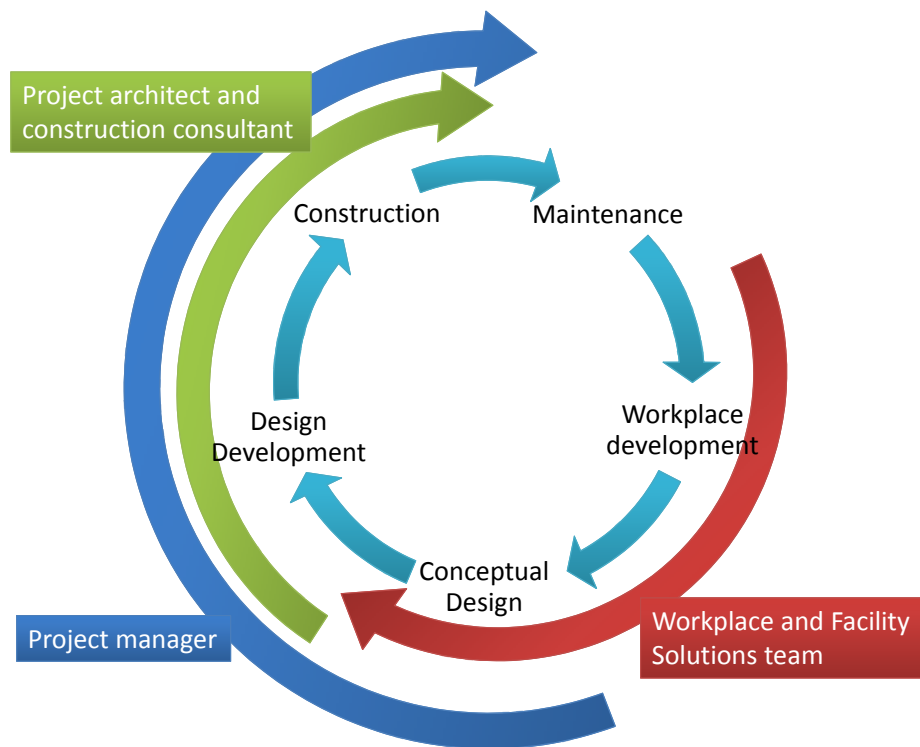 Project architect and
construction consultant
Construction
Maintenance
Design
Development
Workplace
development
Conceptual
Design
Project manager
Workplace and Facility
Solutions team